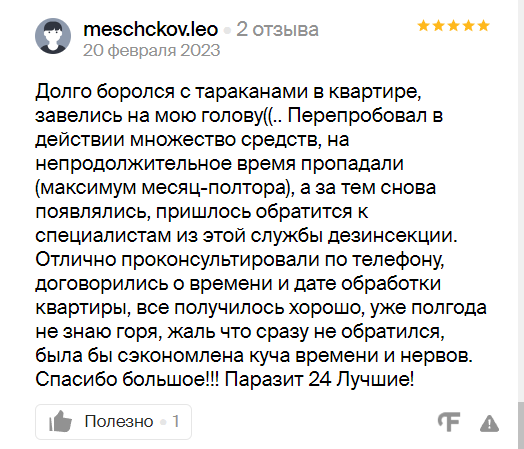 meschckov.leo • 2 отзыва
20 февраля 2023
Долго боролся с тараканами в квартире,
завелись на мою голову((.. Перепробовал в
действии множество средств, на
непродолжительное время пропадали
(максимум месяц-полтора), а за тем снова
появлялись, пришлось обратится к
специалистам из этой службы дезинсекции.
Отлично проконсультировали по телефону,
договорились о времени и дате обработки
квартиры, все получилось хорошо, уже полгода
не знаю горя, жаль что сразу не обратился,
была бы сэкономлена куча времени и нервов.
Спасибо большое!!! Паразит 24 Лучшие!
Полезно • 1